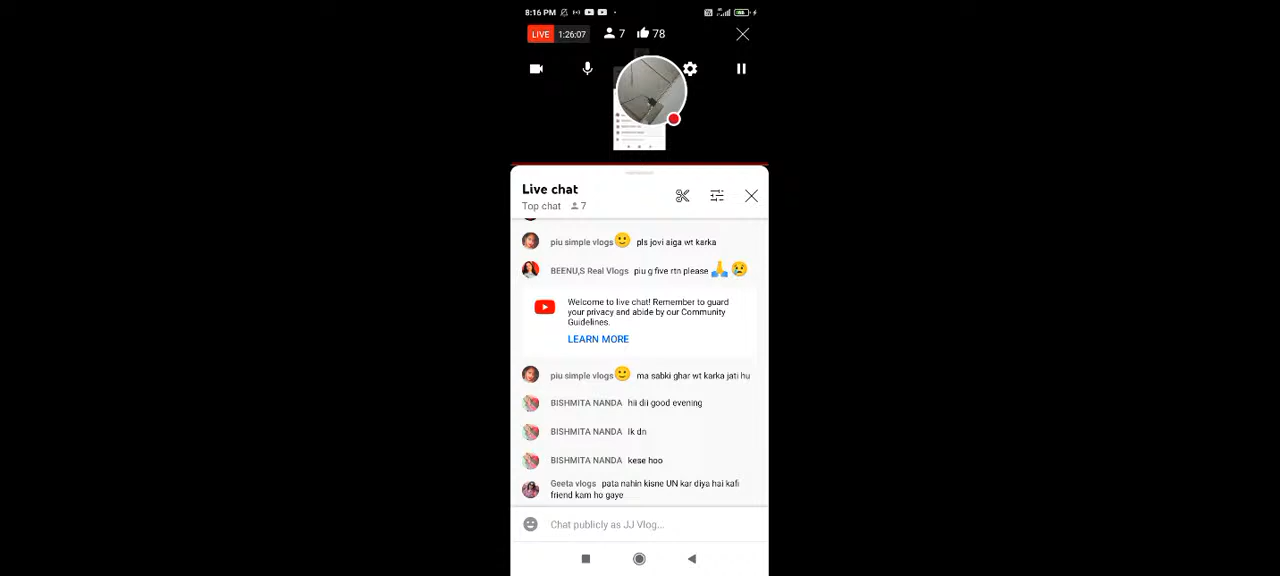 8:16 PM
LIVE 1:26:07 7 78
Live chat
Top chat 7
piu simple vlogs🙂 pls jovi aiga wt karka
BEENU,S Real Vlogs piu g five rtn please 🙏 😢
Welcome to live chat! Remember to guard
your privacy and abide by our Community
Guidelines.
LEARN MORE
piu simple vlogs🙂 ma sabki ghar wt karka jati hu
BISHMITA NANDA hii dii good evening
BISHMITA NANDA lk dn
BISHMITA NANDA kese hoo
Geeta vlogs pata nahin kisne UN kar diya hai kafi
friend kam ho gaye
Chat publicly as JJ Vlog...